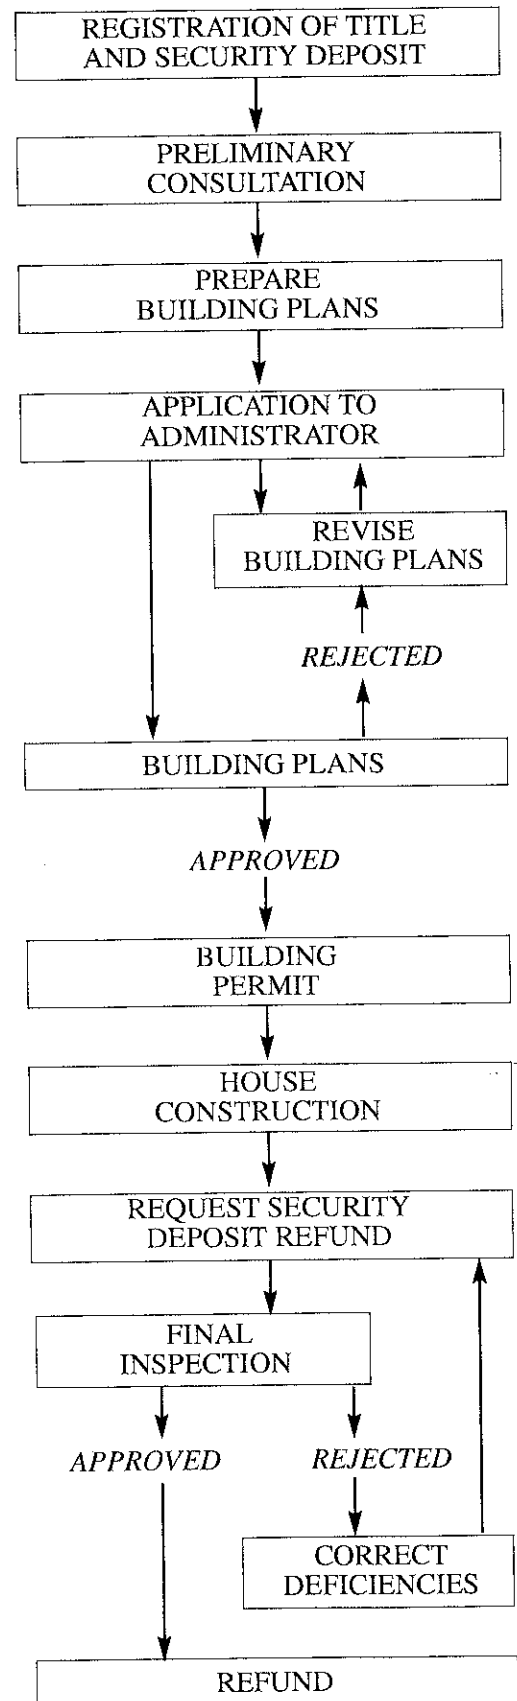 REGISTRATION OF TITLE
AND SECURITY DEPOSIT
PRELIMINARY
CONSULTATION
PREPARE
BUILDING PLANS
APPLICATION TO
ADMINISTRATOR
REVISE
BUILDING PLANS
REJECTED
BUILDING PLANS
APPROVED
BUILDING
PERMIT
HOUSE
CONSTRUCTION
REQUEST SECURITY
DEPOSIT REFUND
FINAL
INSPECTION
APPROVED
REJECTED
CORRECT
DEFICIENCIES
REFUND